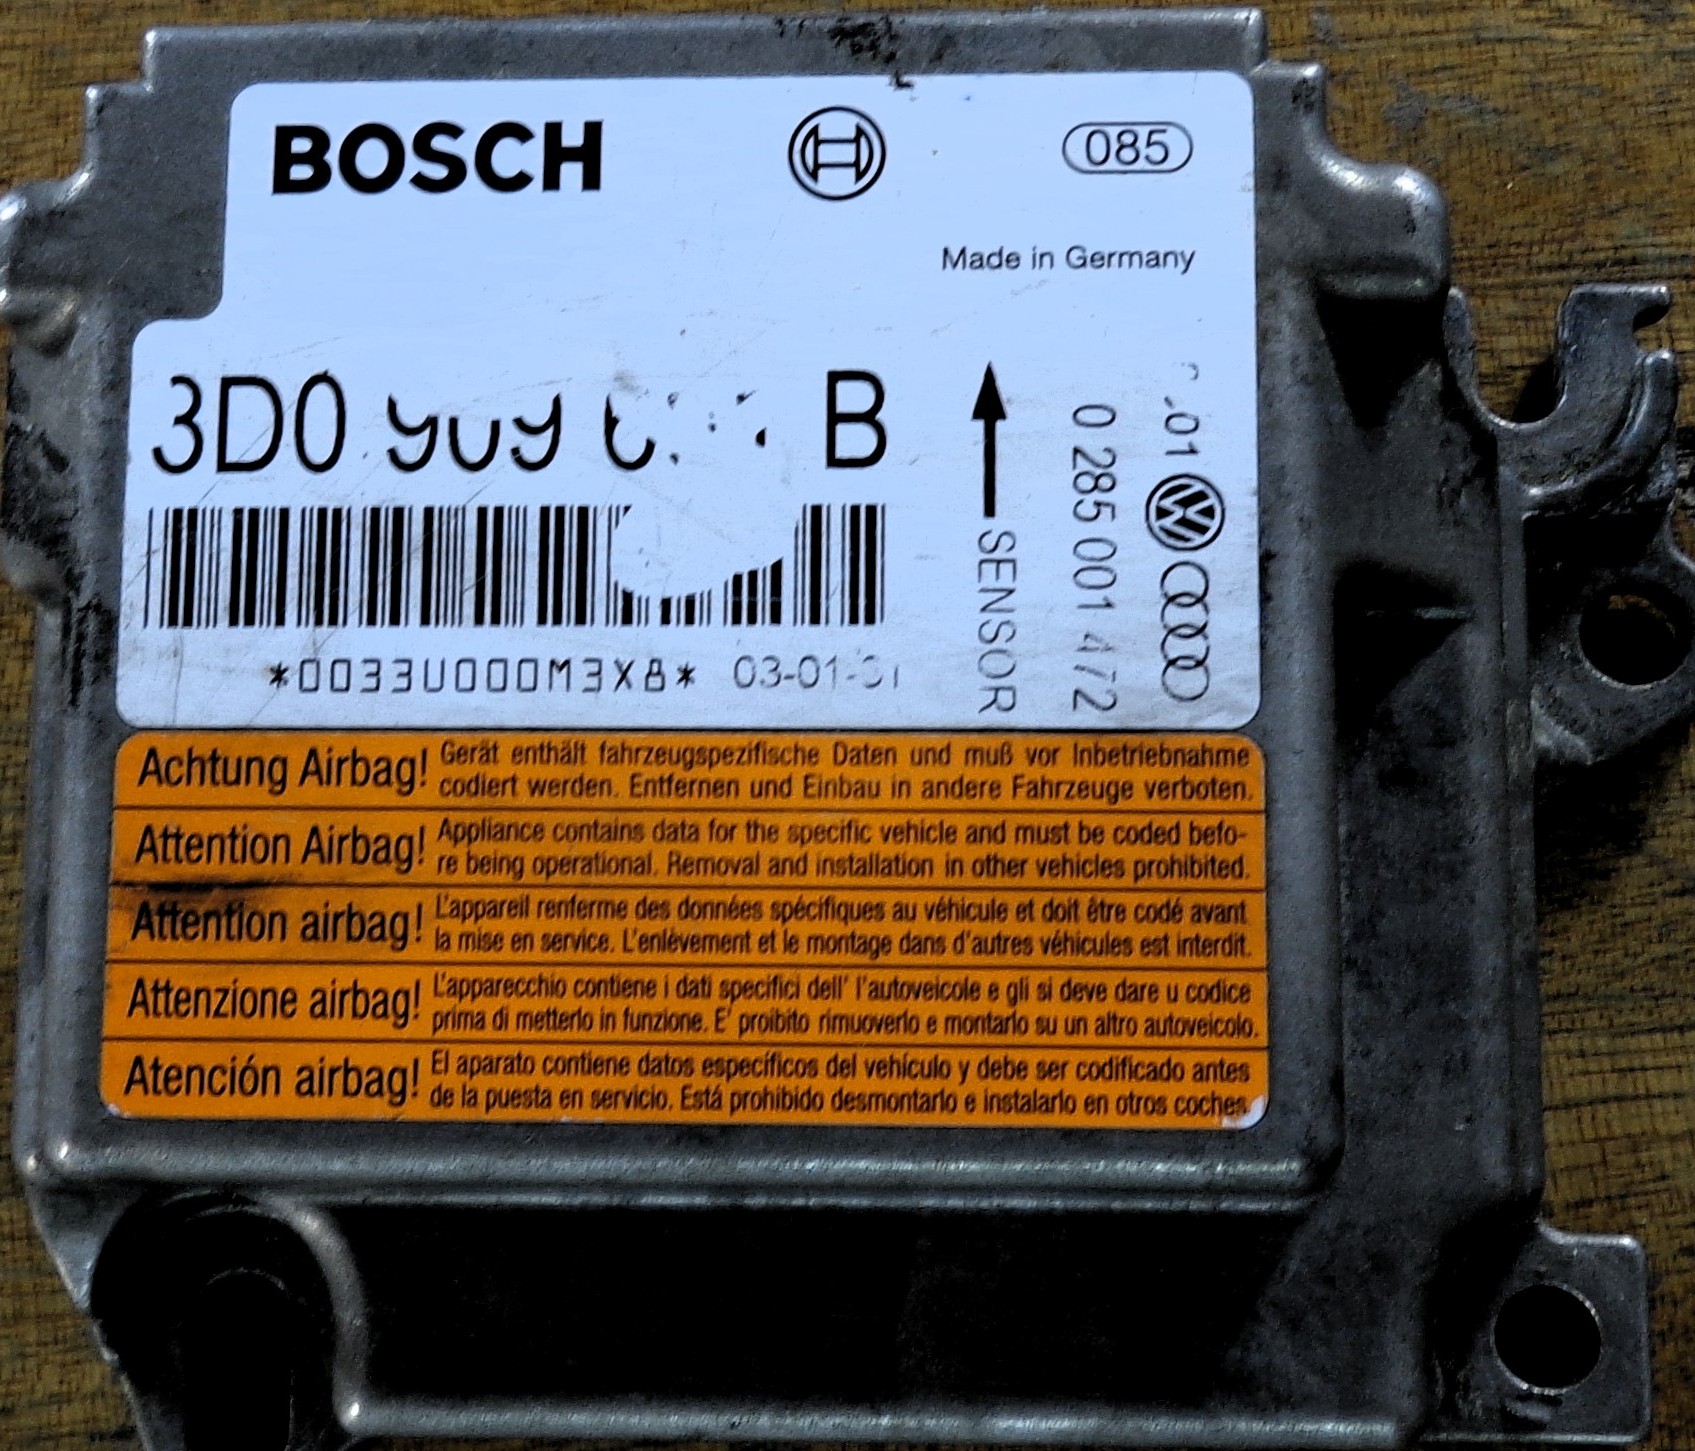 BOSCH
085
Made in Germany
3D0 909 B
*0033U000M3X8*
SENSOR
0 285 001 472
Achtung Airbag! Gerät enthält fahrzeugspezifische Daten und muß vor Inbetriebnahme
codiert werden. Entfernen und Einbau in andere Fahrzeuge verboten.
Attention Airbag! Appliance contains data for the specific vehicle and must be coded befo-
re being operational. Removal and installation in other vehicles prohibited.
Attention airbag! L'appareil renferme des données spécifiques au véhicule et doit être codé avant
la mise en service. L'enlèvement et le montage dans d'autres véhicules est interdit.
Attenzione airbag! L'apparecchio contiene i dati specifici dell' l'autoveicole e gli si deve dare u codice
prima di metterlo in funzione. E' proibito rimuoverlo e montarlo su un altro autoveicolo.
Atención airbag! El aparato contiene datos específicos del vehículo y debe ser codificado antes
de la puesta en servicio. Está prohibido desmontarlo e instalarlo en otros coches.